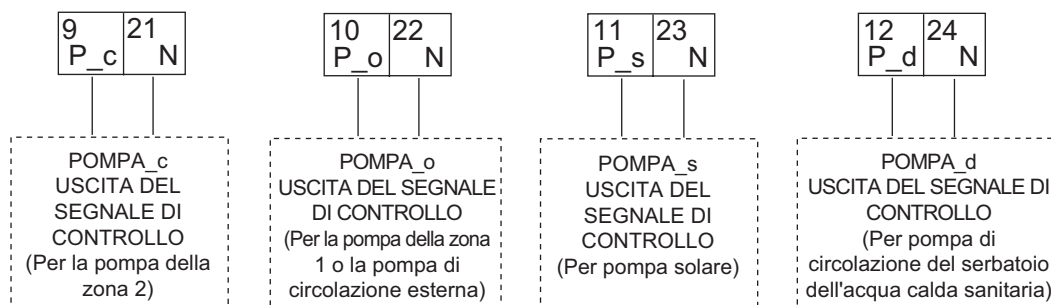 9 21
P_c N
POMPA_c
USCITA DEL
SEGNALE DI
CONTROLLO
(Per la pompa della
zona 2)
10 22
P_o N
POMPA_o
USCITA DEL SEGNALE
DI CONTROLLO
(Per la pompa della zona
1 o la pompa di
circolazione esterna)
11 23
P_s N
POMPA_s
USCITA DEL
SEGNALE DI
CONTROLLO
(Per pompa solare)
12 24
P_d N
POMPA_d
USCITA DEL SEGNALE DI
CONTROLLO
(Per pompa di
circolazione del serbatoio
dell'acqua calda sanitaria)